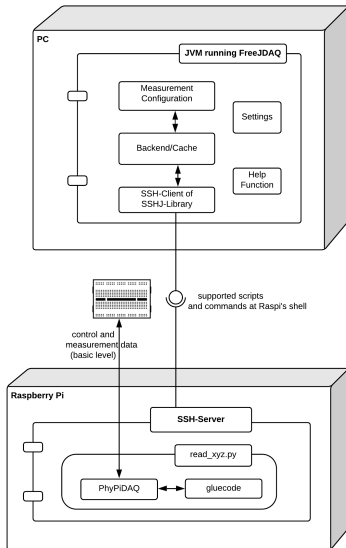 PC
JVM running FreeJDAQ
Measurement
Configuration
Settings
Backend/Cache
Help
Function
SSH-Client of
SSHJ-Library
supported scripts
and commands at Raspi's shell
control and
measurement data
(basic level)
Raspberry Pi
SSH-Server
read_xyz.py
PhyPiDAQ
gluecode